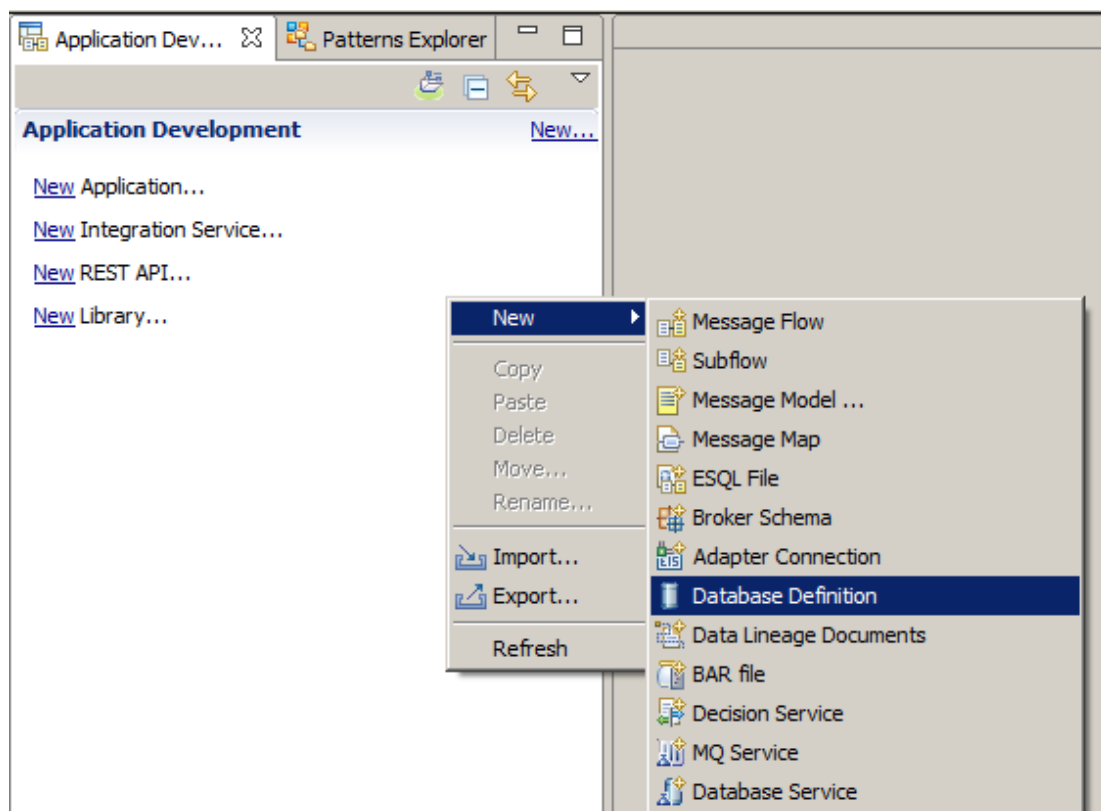 Application Dev... Patterns Explorer
Application Development New...
New Application...
New Integration Service...
New REST API...
New Library...
New
Copy
Paste
Delete
Move...
Rename...
Import...
Export...
Refresh
Message Flow
Subflow
Message Model ...
Message Map
ESQL File
Broker Schema
EIS Adapter Connection
Database Definition
Data Lineage Documents
BAR file
Decision Service
MQ Service
Database Service